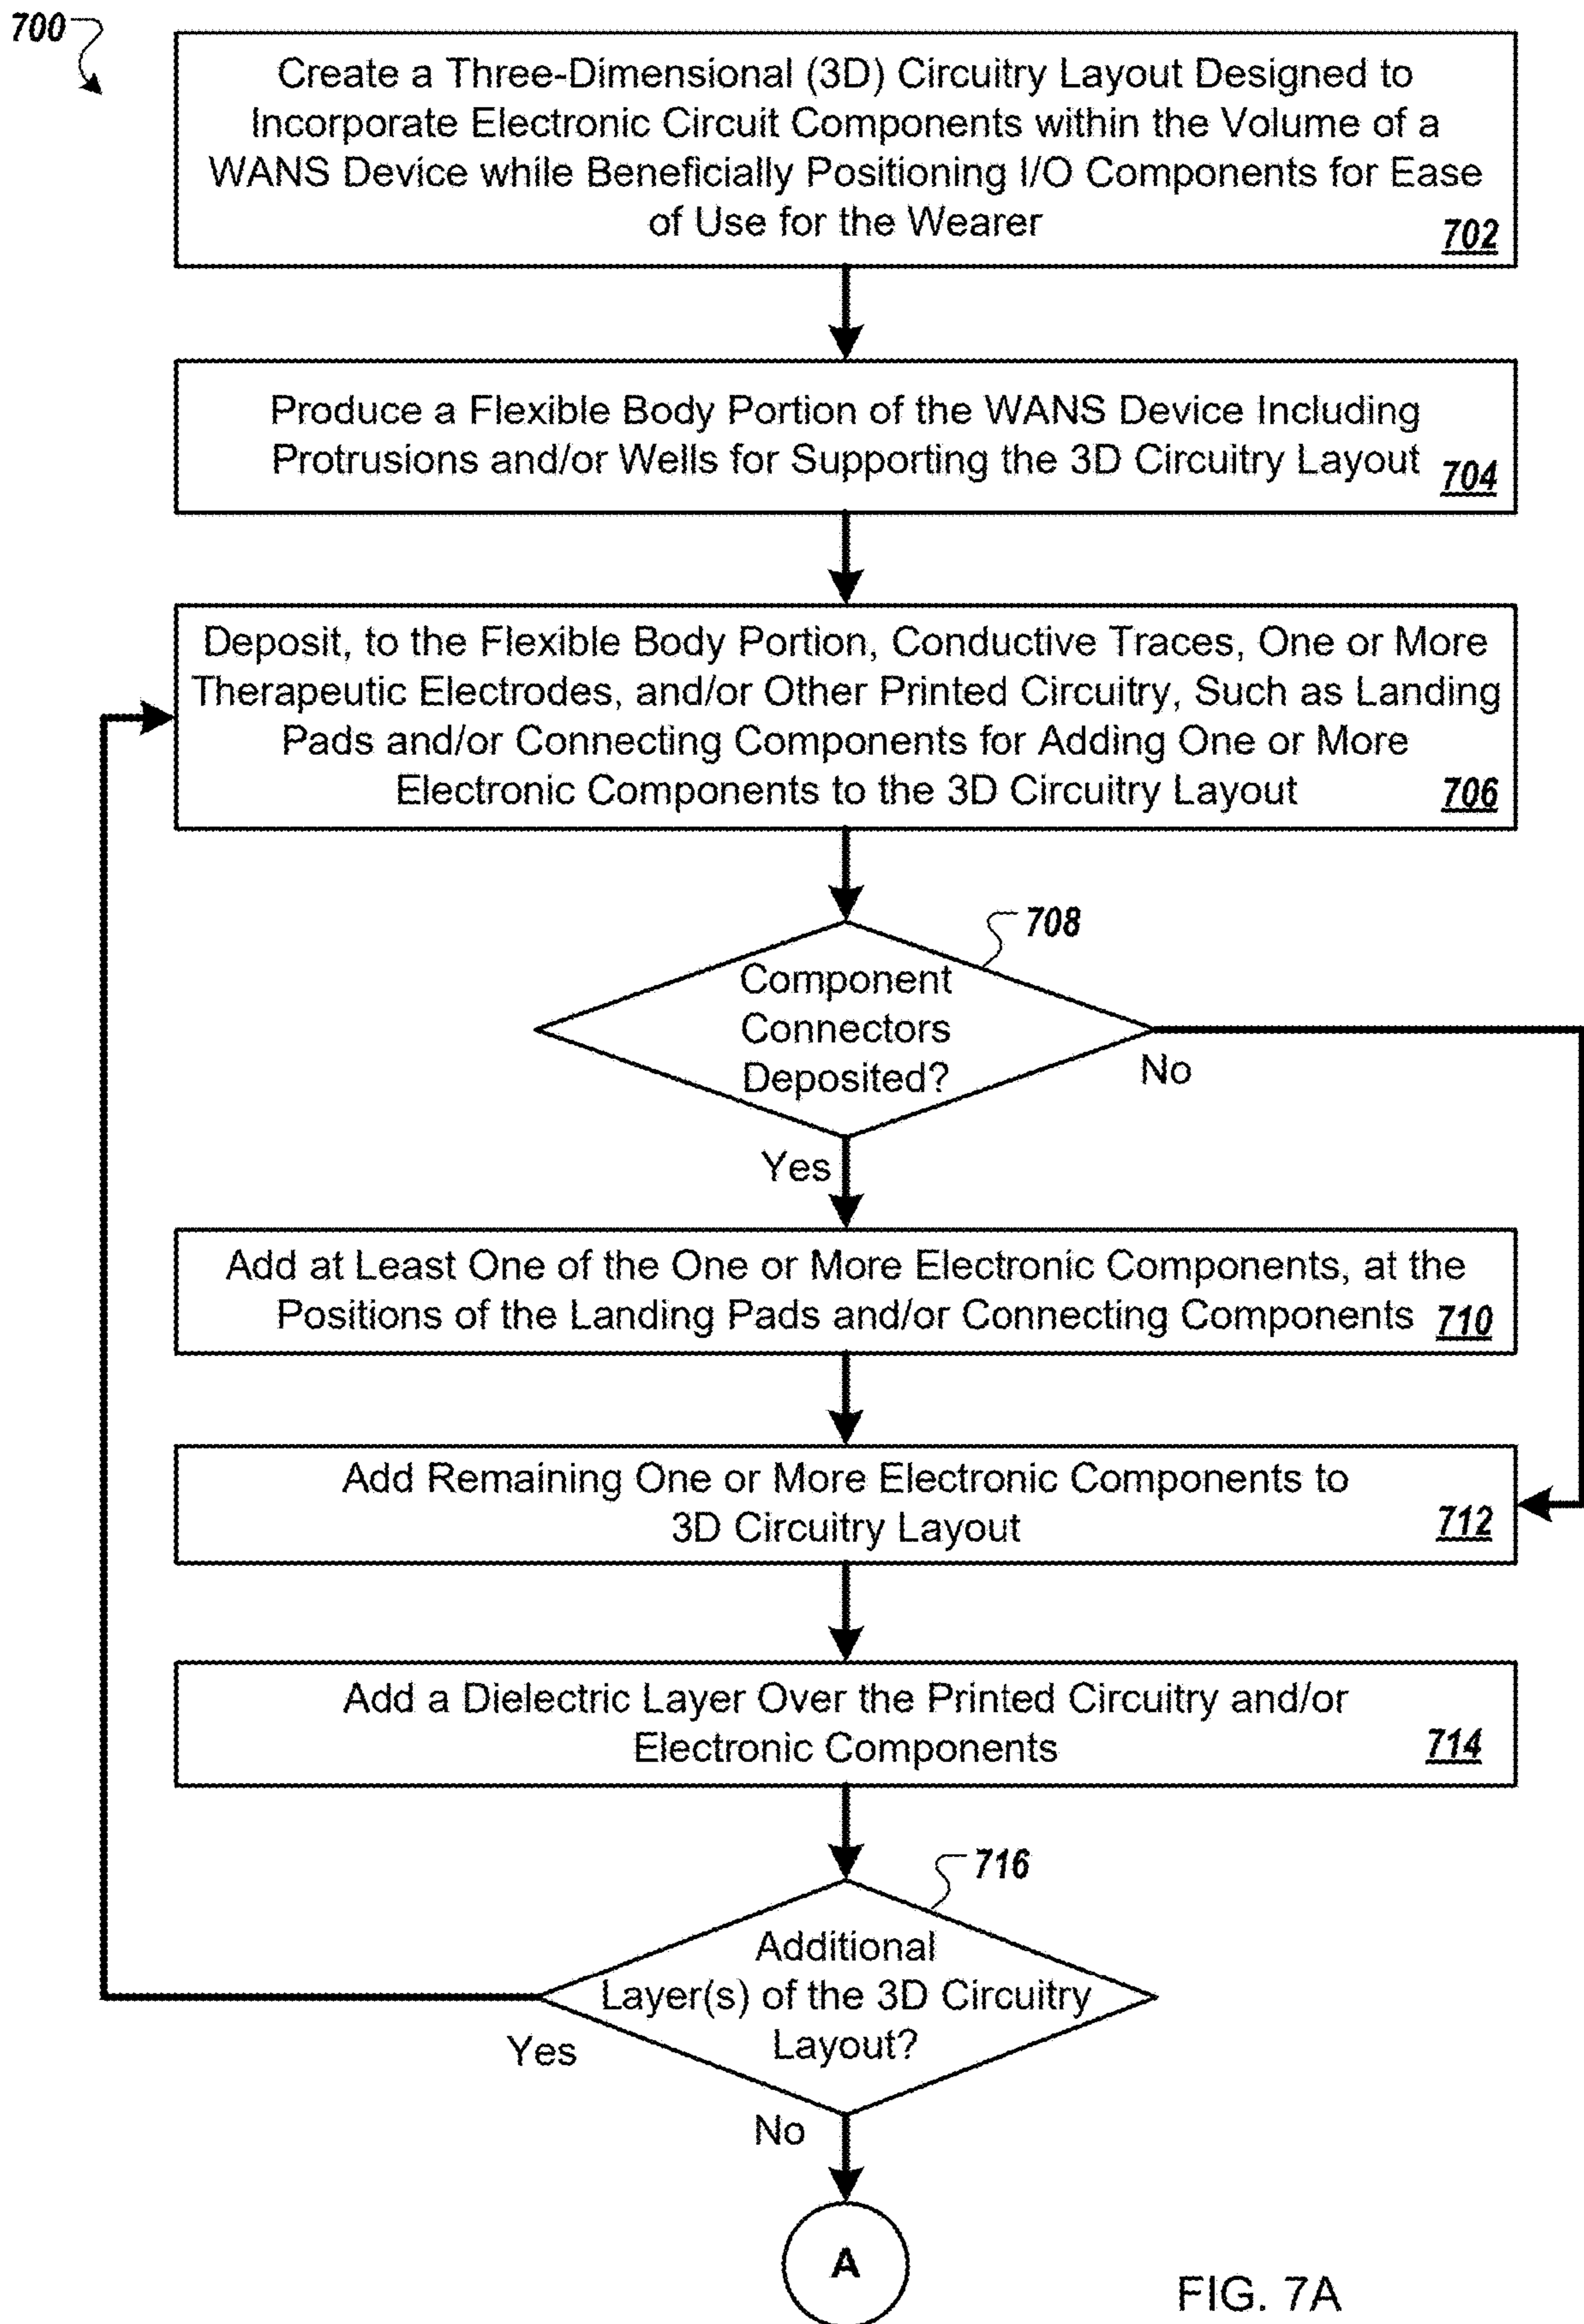 700
Create a Three-Dimensional (3D) Circuitry Layout Designed to
Incorporate Electronic Circuit Components within the Volume of a
WANS Device while Beneficially Positioning I/O Components for Ease
of Use for the Wearer
702
Produce a Flexible Body Portion of the WANS Device Including
Protrusions and/or Wells for Supporting the 3D Circuitry Layout
704
Deposit, to the Flexible Body Portion, Conductive Traces, One or More
Therapeutic Electrodes, and/or Other Printed Circuitry, Such as Landing
Pads and/or Connecting Components for Adding One or More
Electronic Components to the 3D Circuitry Layout
706
708
Component
Connectors
Deposited?
No
Yes
Add at Least One of the One or More Electronic Components, at the
Positions of the Landing Pads and/or Connecting Components
710
Add Remaining One or More Electronic Components to
3D Circuitry Layout
712
Add a Dielectric Layer Over the Printed Circuitry and/or
Electronic Components
714
716
Additional
Layer(s) of the 3D Circuitry
Layout?
Yes
No
A
FIG. 7A